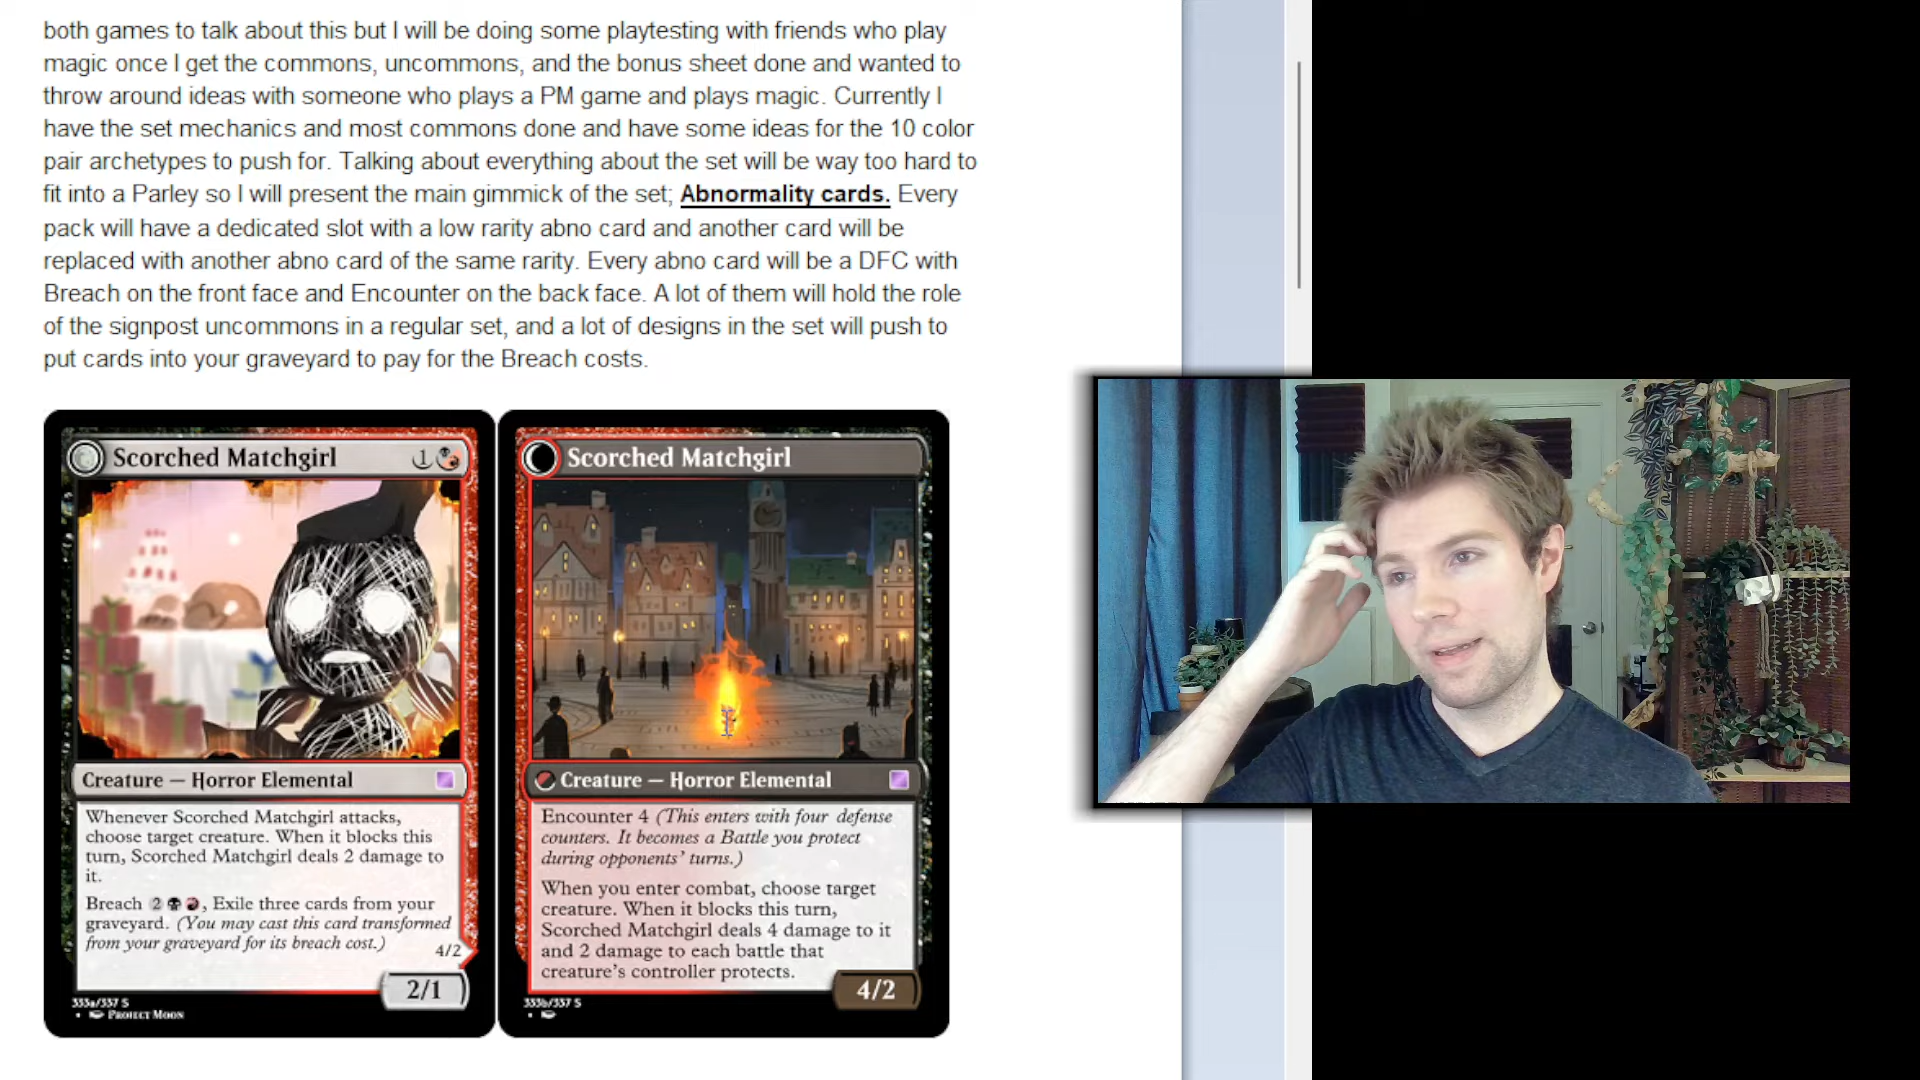 both games to talk about this but I will be doing some playtesting with friends who play
magic once I get the commons, uncommons, and the bonus sheet done and wanted to
throw around ideas with someone who plays a PM game and plays magic. Currently I
have the set mechanics and most commons done and have some ideas for the 10 color
pair archetypes to push for. Talking about everything about the set will be way too hard to
fit into a Parley so I will present the main gimmick of the set; Abnormality cards. Every
pack will have a dedicated slot with a low rarity abno card and another card will be
replaced with another abno card of the same rarity. Every abno card will be a DFC with
Breach on the front face and Encounter on the back face. A lot of them will hold the role
of the signpost uncommons in a regular set, and a lot of designs in the set will push to
put cards into your graveyard to pay for the Breach costs.
Scorched Matchgirl 1
Creature — Horror Elemental
Whenever Scorched Matchgirl attacks,
choose target creature. When it blocks this
turn, Scorched Matchgirl deals 2 damage to
it.
Breach 2, Exile three cards from your
graveyard. (You may cast this card transformed
from your graveyard for its breach cost.)
4/2
2/1
333a/337 S
• Project Moon
Scorched Matchgirl
Creature — Horror Elemental
Encounter 4 (This enters with four defense
counters. It becomes a Battle you protect
during opponents' turns.)
When you enter combat, choose target
creature. When it blocks this turn,
Scorched Matchgirl deals 4 damage to it
and 2 damage to each battle that
creature's controller protects.
4/2
333b/337 S